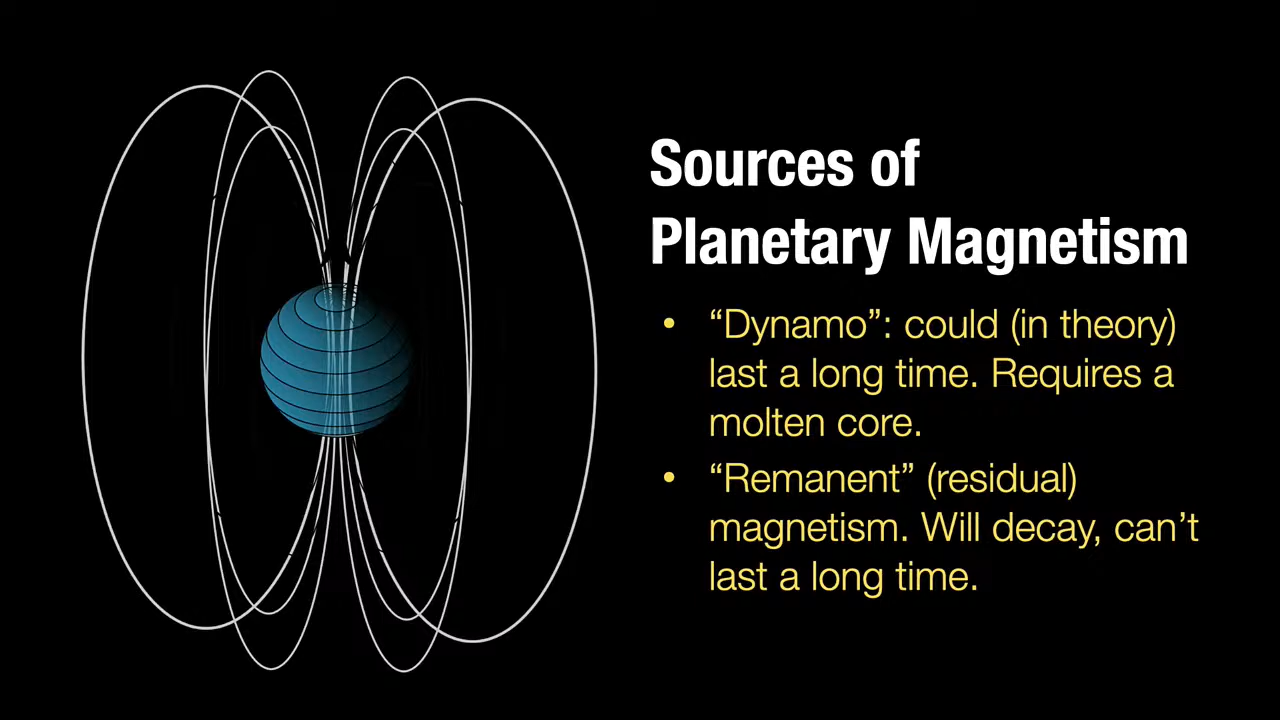 Sources of
Planetary Magnetism
• “Dynamo”: could (in theory)
last a long time. Requires a
molten core.
• “Remanent” (residual)
magnetism. Will decay, can’t
last a long time.